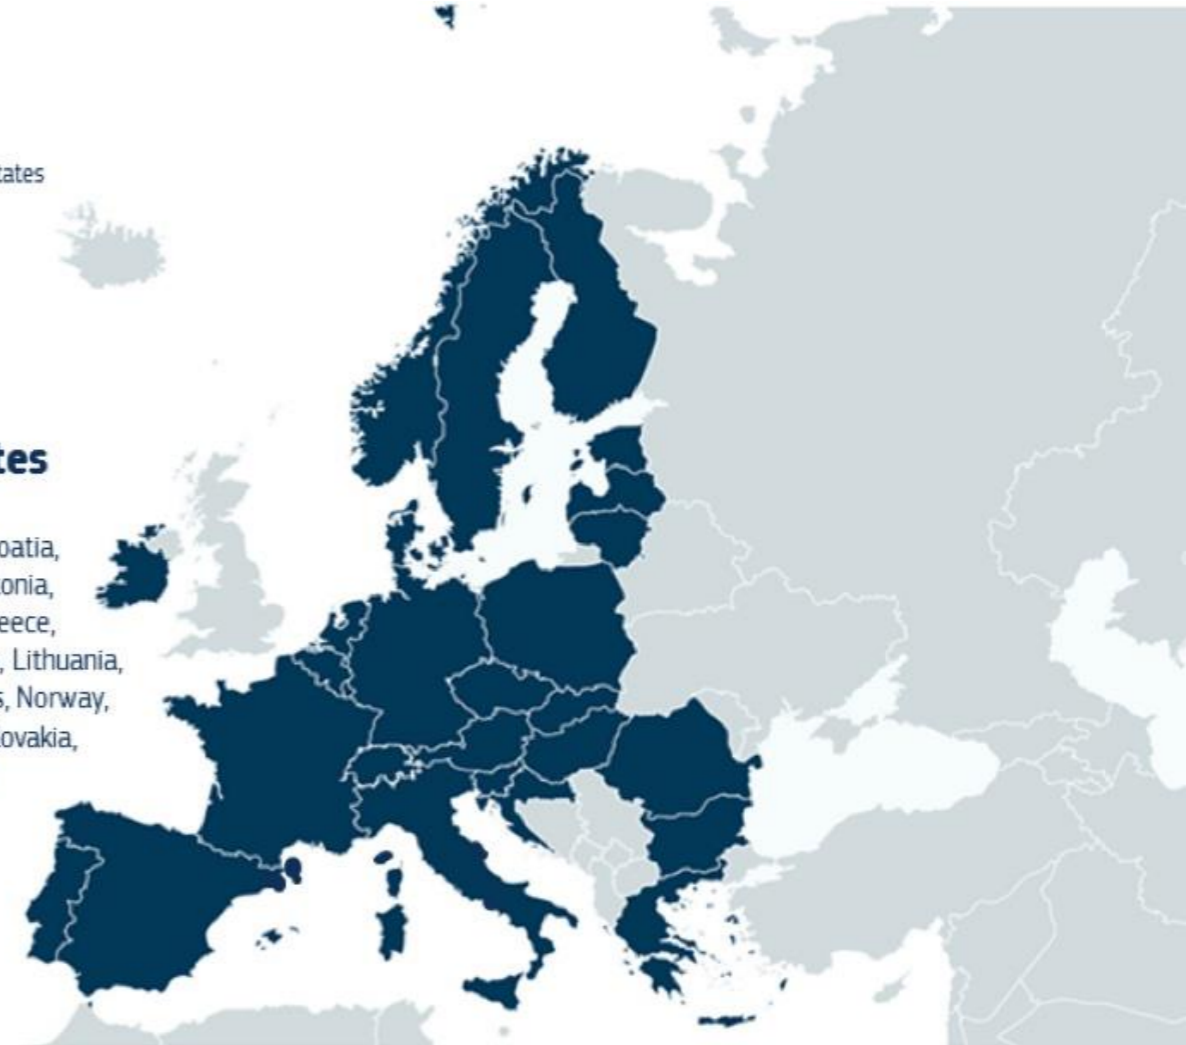 tates
tes
oatia,
onia,
eece,
, Lithuania,
s, Norway,
ovakia,